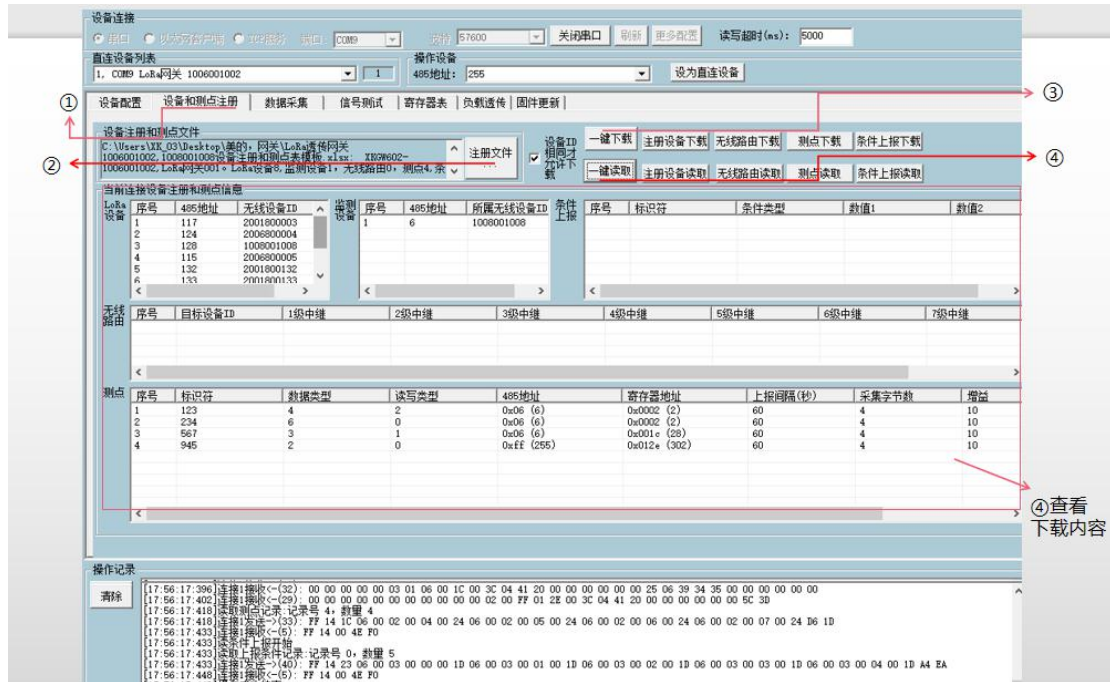 设备连接
串口 COM9 57600 关闭串口 刷新 更多配置 读写超时(ms): 5000
直连设备列表 操作设备
1, COM9 LoRa网关 1006001002 1 485地址: 255 设为直连设备
① 设备配置 设备和测点注册 数据采集 信号测试 寄存器表 负载透传 固件更新 ③
设备注册和测点文件
C:\Users\XK_03\Desktop\美的, 网关\LoRa透传网关
1006001002,1008001008设备注册和测点表模板.xlsx: XKGW602-
1006001002,LoRa网关001。LoRa设备8,监测设备1, 无线路由0, 测点4,条
注册文件
设备ID相同才允许下载
一键下载 注册设备下载 无线路由下载 测点下载 条件上报下载
② ④
一键读取 注册设备读取 无线路由读取 测点读取 条件上报读取
当前连接设备注册和测点信息
LoRa设备 序号 485地址 无线设备ID
1 117 2001800003
2 124 2006800004
3 128 1008001008
4 115 2006800005
5 132 2001800132
6 133 2001800133
监测设备 序号 485地址 所属无线设备ID
1 6 1008001008
条件上报 序号 标识符 条件类型 数值1 数值2
无线路由 序号 目标设备ID 1级中继 2级中继 3级中继 4级中继 5级中继 6级中继 7级中继
测点 序号 标识符 数据类型 读写类型 485地址 寄存器地址 上报间隔(秒) 采集字节数 增益
1 123 4 2 0x06 (6) 0x0002 (2) 60 4 10
2 234 6 0 0x06 (6) 0x0002 (2) 60 4 10
3 567 3 1 0x06 (6) 0x001c (28) 60 4 10
4 945 2 0 0xff (255) 0x012e (302) 60 4 10
④查看
下载内容
操作记录
清除
[17:56:17:396]连接1接收<-(32): 00 00 00 00 00 03 01 06 00 1C 00 3C 04 41 20 00 00 00 00 00 00 25 06 39 34 35 00 00 00 00 00 00
[17:56:17:402]连接1接收<-(29): 00 00 00 00 00 00 00 00 00 00 00 02 00 FF 01 2E 00 3C 04 41 20 00 00 00 00 00 00 5C 3D
[17:56:17:418]读取测点记录:记录号 4, 数量 4
[17:56:17:418]连接1发送->(33): FF 14 1C 06 00 02 00 04 00 24 06 00 02 00 05 00 24 06 00 02 00 06 00 24 06 00 02 00 07 00 24 D6 1D
[17:56:17:433]连接1接收<-(5): FF 14 00 4E F0
[17:56:17:433]读条件上报开始
[17:56:17:433]读取上报条件记录:记录号 0, 数量 5
[17:56:17:433]连接1发送->(40): FF 14 23 06 00 03 00 00 00 1D 06 00 03 00 01 00 1D 06 00 03 00 02 00 1D 06 00 03 00 03 00 1D 06 00 03 00 04 00 1D A4 EA
[17:56:17:448]连接1接收<-(5): FF 14 00 4E F0